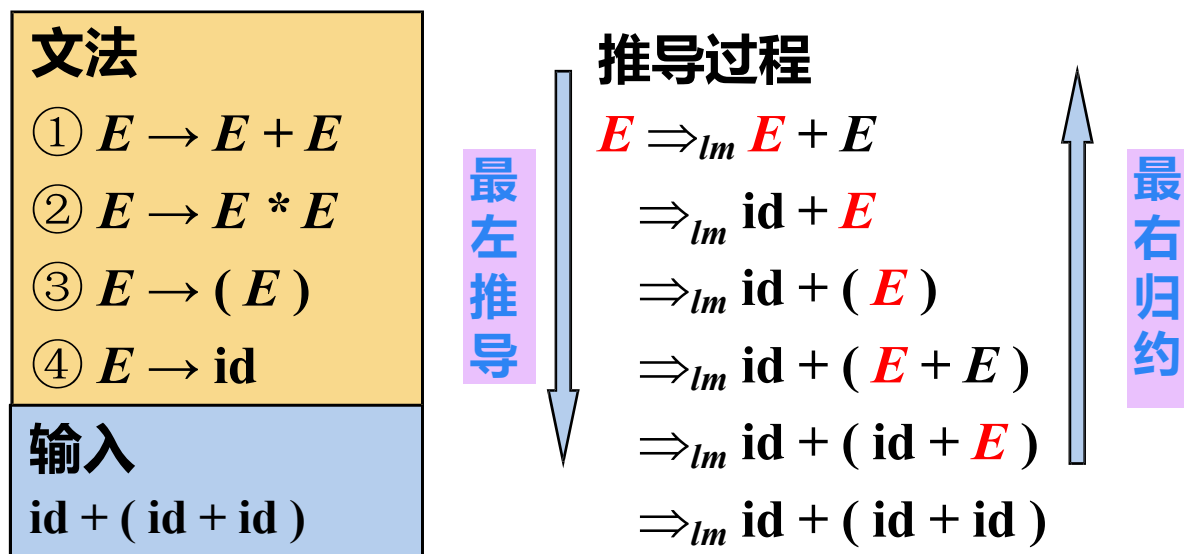 文法
① E → E + E
② E → E * E
③ E → ( E )
④ E → id
输入
id + ( id + id )
最左推导
推导过程
E ⇒lm E + E
⇒lm id + E
⇒lm id + ( E )
⇒lm id + ( E + E )
⇒lm id + ( id + E )
⇒lm id + ( id + id )
最右归约